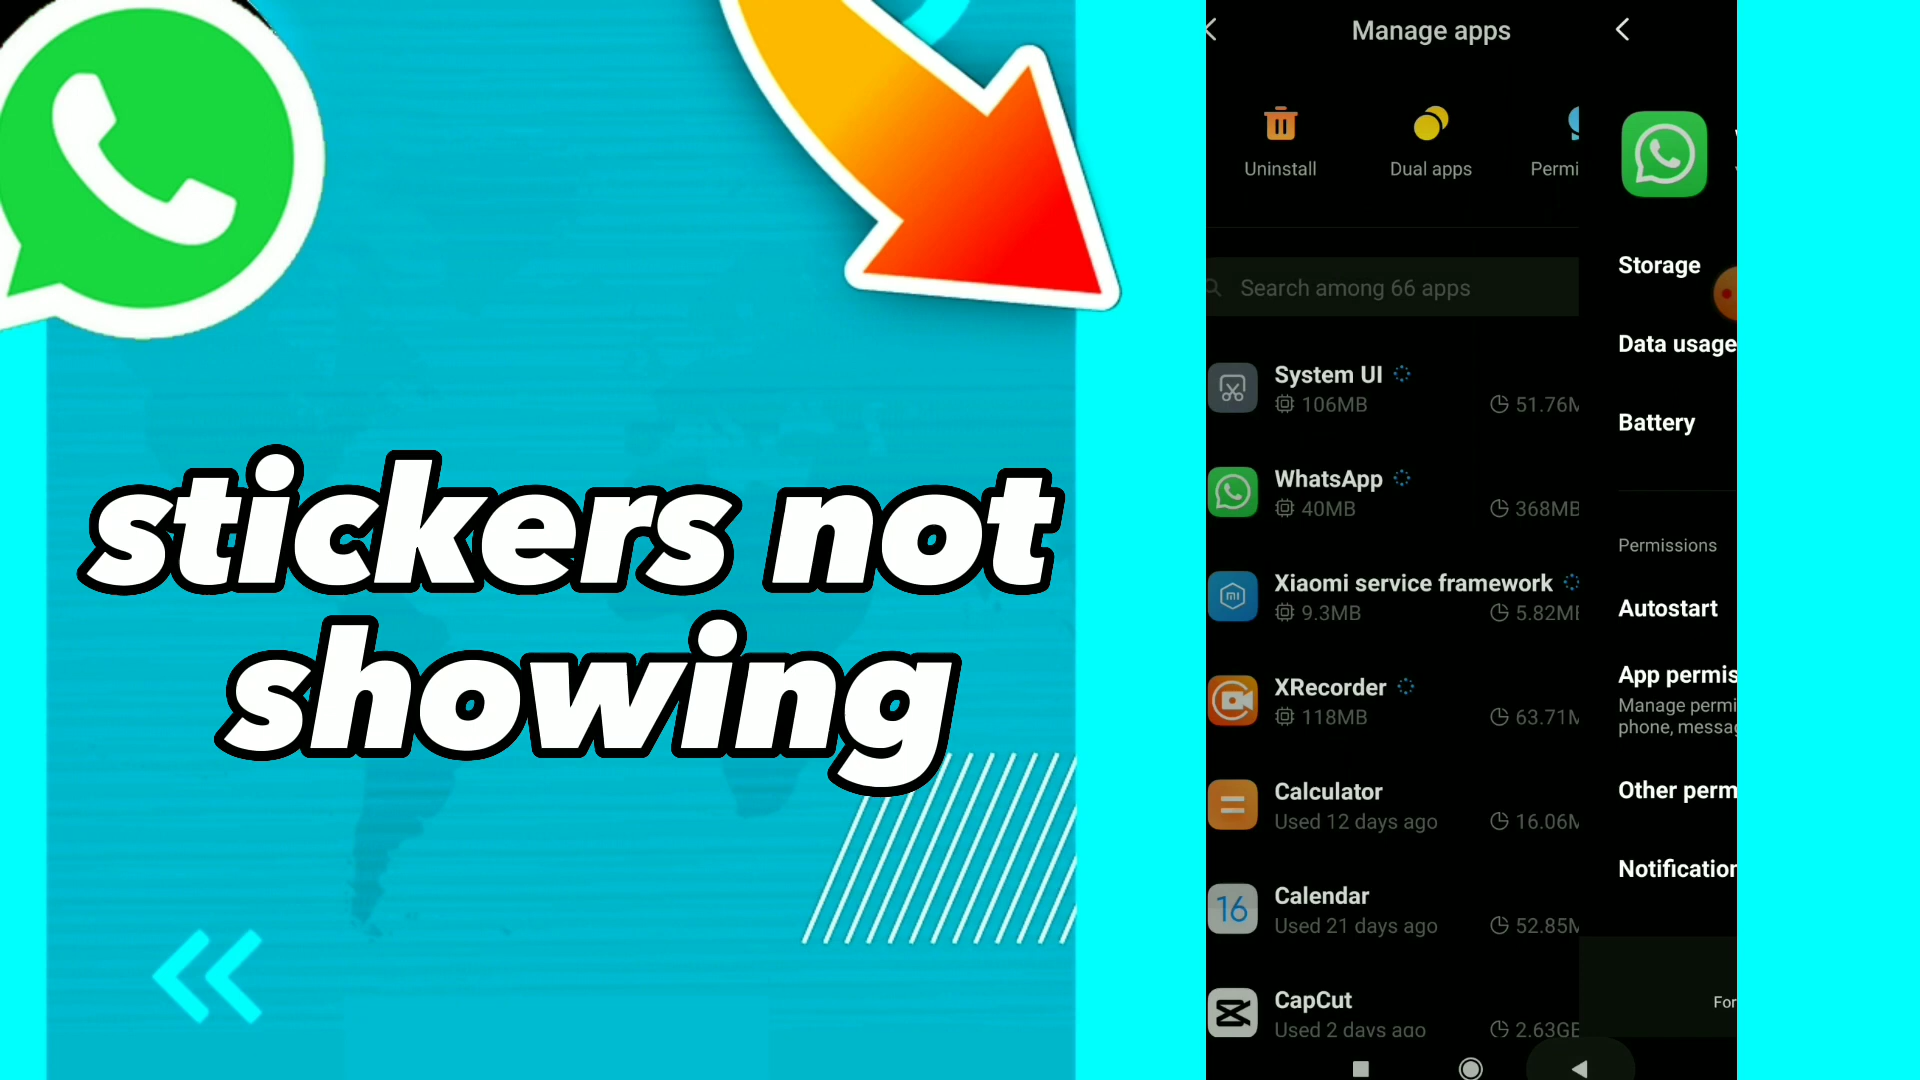 stickers not
showing
Manage apps
Uninstall
Dual apps
Permi
Search among 66 apps
System UI
106MB
51.76M
WhatsApp
40MB
368MB
Xiaomi service framework
9.3MB
5.82MB
XRecorder
118MB
63.71M
Calculator
Used 12 days ago
16.06M
16
Calendar
Used 21 days ago
52.85M
CapCut
Used 2 days ago
2.63GB
Storage
Data usage
Battery
Permissions
Autostart
App permis
Manage permi
phone, messag
Other perm
Notification
For